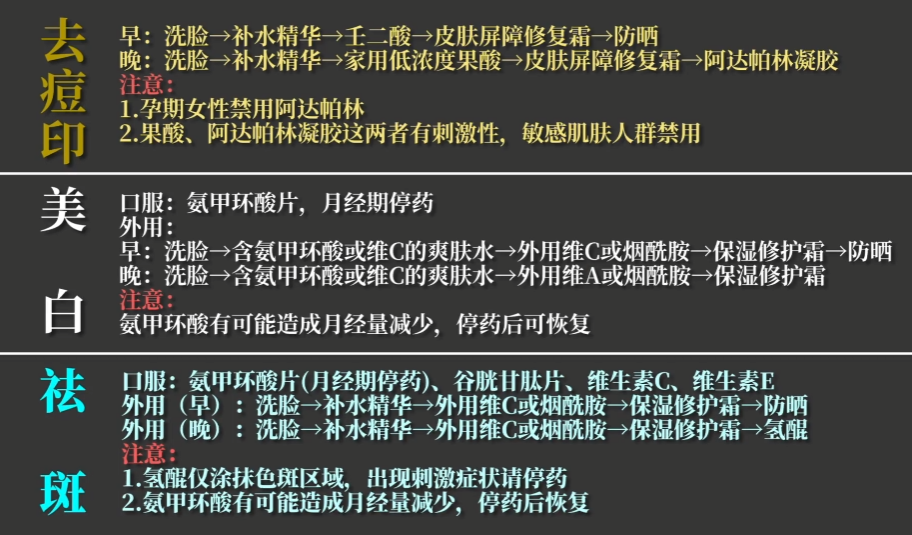 去痘印
早：洗脸→补水精华→壬二酸→皮肤屏障修复霜→防晒
晚：洗脸→补水精华→家用低浓度果酸→皮肤屏障修复霜→阿达帕林凝胶
注意：
1.孕期女性禁用阿达帕林
2.果酸、阿达帕林凝胶这两者有刺激性，敏感肌肤人群禁用
美白
口服：氨甲环酸片，月经期停药
外用：
早：洗脸→含氨甲环酸或维C的爽肤水→外用维C或烟酰胺→保湿修护霜→防晒
晚：洗脸→含氨甲环酸或维C的爽肤水→外用维A或烟酰胺→保湿修护霜
注意：
氨甲环酸有可能造成月经量减少，停药后可恢复
祛斑
口服：氨甲环酸片(月经期停药)、谷胱甘肽片、维生素C、维生素E
外用（早）：洗脸→补水精华→外用维C或烟酰胺→保湿修护霜→防晒
外用（晚）：洗脸→补水精华→外用维C或烟酰胺→保湿修护霜→氢醌
注意：
1.氢醌仅涂抹色斑区域，出现刺激症状请停药
2.氨甲环酸有可能造成月经量减少，停药后恢复